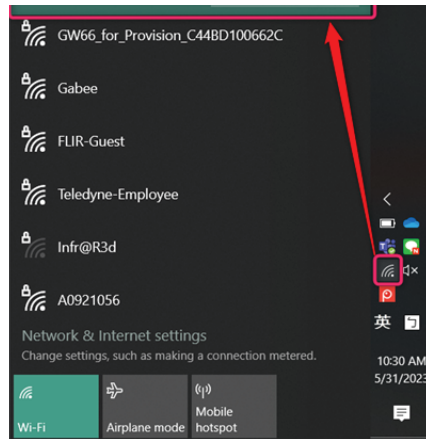 GW66_for_Provision_C44BD100662C
Gabee
FLIR-Guest
Teledyne-Employee
Infr@R3d
A0921056
Network & Internet settings
Change settings, such as making a connection metered.
Wi-Fi
Airplane mode
Mobile
hotspot
英
ㄅ
10:30 AM
5/31/2023